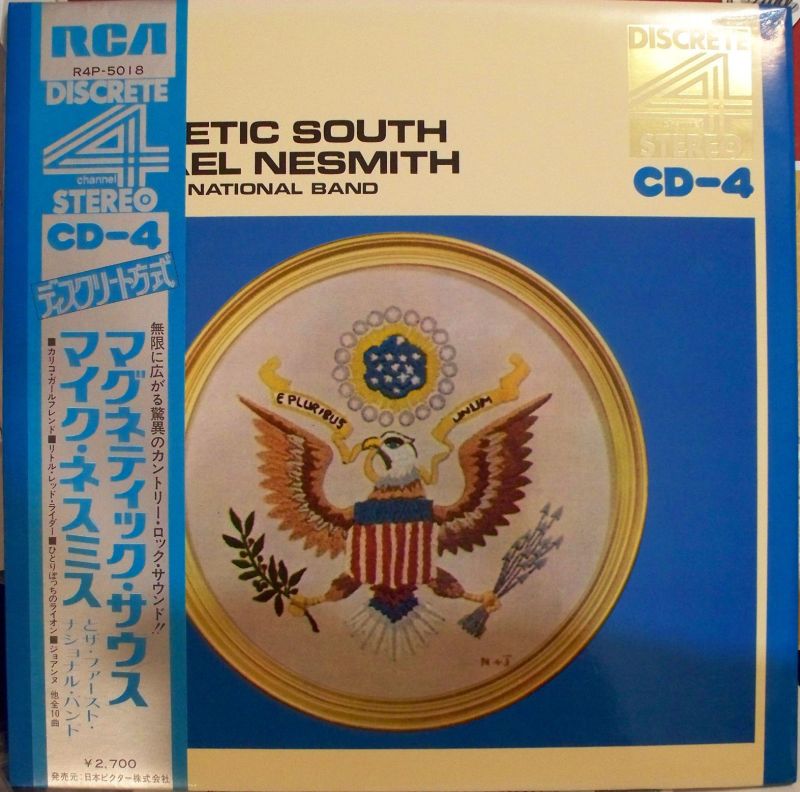 RCA
R4P-5018
DISCRETE
4
channel
STEREO
CD-4
ディスクリート方式
無限に広がる驚異のカントリー・ロック・サウンド!!
マグネティック・サウス
マイク・ネスミス
とザ・ファースト・
ナショナル・バンド
■カリコ・ガールフレンド■リトル・レッド・ライダー■ひとりぼっちのライオン■ジョアンヌ 他全10曲
¥2,700
発売元:日本ビクター株式会社
ETIC SOUTH
AEL NESMITH
NATIONAL BAND
DISCRETE
4
channel
STEREO
CD-4
E PLURIBUS
UNUM
N+J